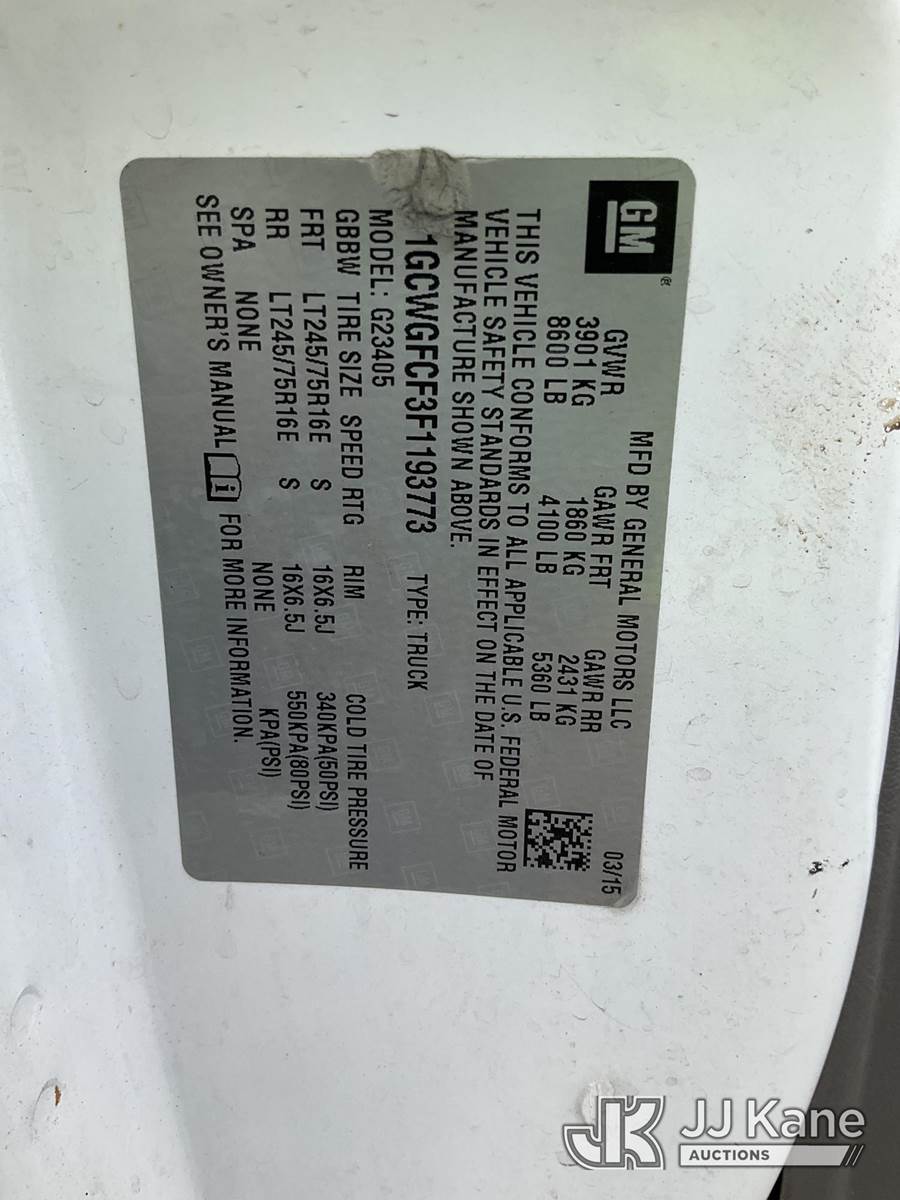 GM®
MFD BY GENERAL MOTORS LLC 03/15
GVWR GAWR FRT GAWR RR
3901 KG 1860 KG 2431 KG
8600 LB 4100 LB 5360 LB
THIS VEHICLE CONFORMS TO ALL APPLICABLE U.S. FEDERAL MOTOR
VEHICLE SAFETY STANDARDS IN EFFECT ON THE DATE OF
MANUFACTURE SHOWN ABOVE.
1GCWGFCF3F1193773 TYPE: TRUCK
MODEL: G23405
GBBW TIRE SIZE SPEED RTG RIM COLD TIRE PRESSURE
FRT LT245/75R16E S 16X6.5J 340KPA(50PSI)
RR LT245/75R16E S 16X6.5J 550KPA(80PSI)
SPA NONE NONE KPA(PSI)
SEE OWNER'S MANUAL i FOR MORE INFORMATION.
JK JJ Kane
AUCTIONS